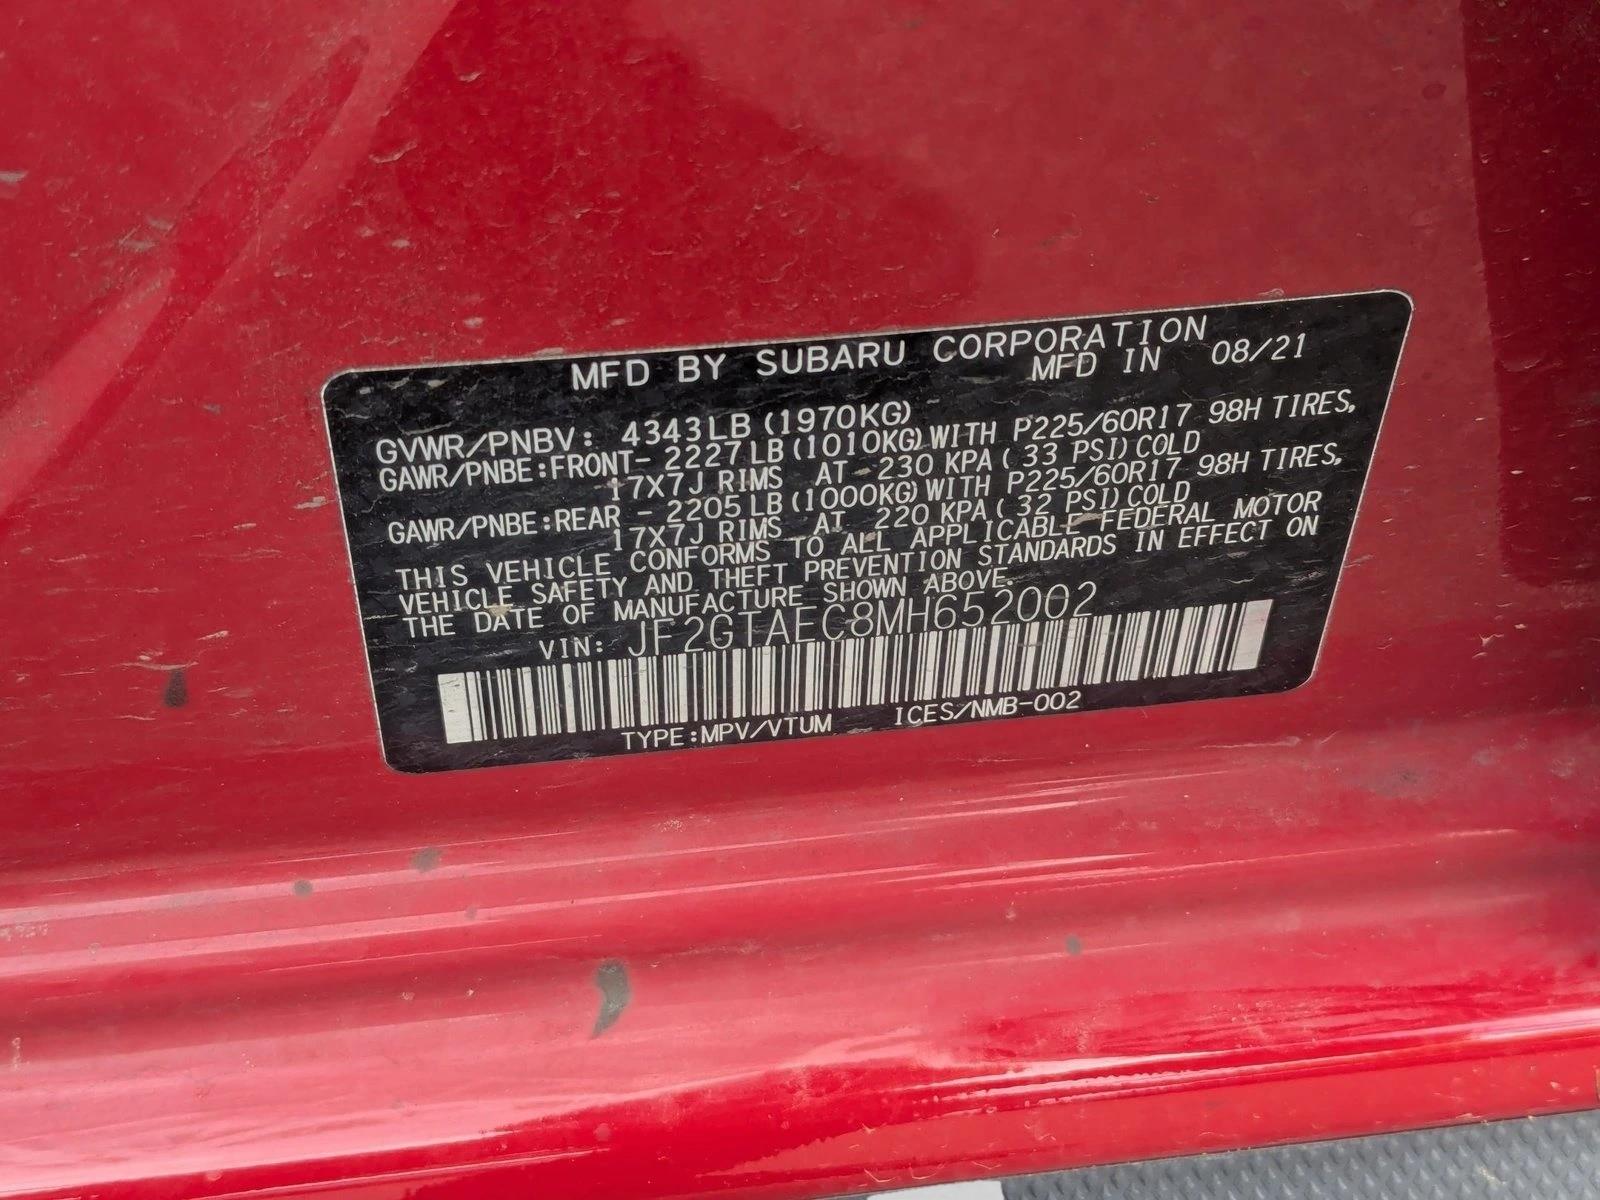 MFD BY SUBARU CORPORATION
MFD IN 08/21
GVWR/PNBV: 4343LB (1970KG)
GAWR/PNBE:FRONT- 2227LB (1010KG) WITH P225/60R17 98H TIRES,
17X7J RIMS AT 230 KPA ( 33 PSI) COLD
GAWR/PNBE:REAR - 2205LB (1000KG) WITH P225/60R17 98H TIRES,
17X7J RIMS AT 220 KPA ( 32 PSI) COLD
THIS VEHICLE CONFORMS TO ALL APPLICABLE FEDERAL MOTOR
VEHICLE SAFETY AND THEFT PREVENTION STANDARDS IN EFFECT ON
THE DATE OF MANUFACTURE SHOWN ABOVE.
VIN: JF2GTAEC8MH652002
TYPE:MPV/VTUM ICES/NMB-002